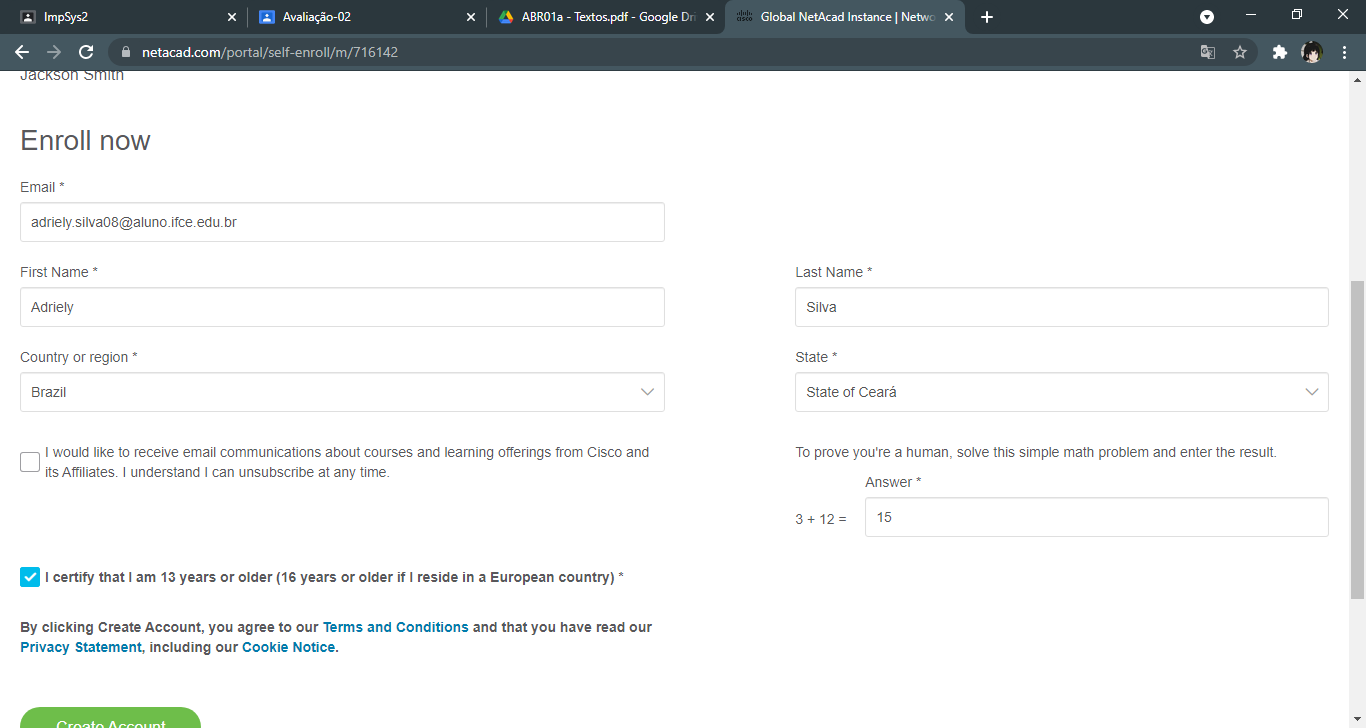 ImpSys2
Avaliação-02
ABR01a - Textos.pdf - Google Dri
cisco
Global NetAcad Instance | Netwo
netacad.com/portal/self-enroll/m/716142
Jackson Smith
Enroll now
Email *
adriely.silva08@aluno.ifce.edu.br
First Name *
Last Name *
Adriely
Silva
Country or region *
State *
Brazil
State of Ceará
I would like to receive email communications about courses and learning offerings from Cisco and
its Affiliates. I understand I can unsubscribe at any time.
To prove you're a human, solve this simple math problem and enter the result.
Answer *
3 + 12 =
15
I certify that I am 13 years or older (16 years or older if I reside in a European country) *
By clicking Create Account, you agree to our Terms and Conditions and that you have read our
Privacy Statement, including our Cookie Notice.
Create Account